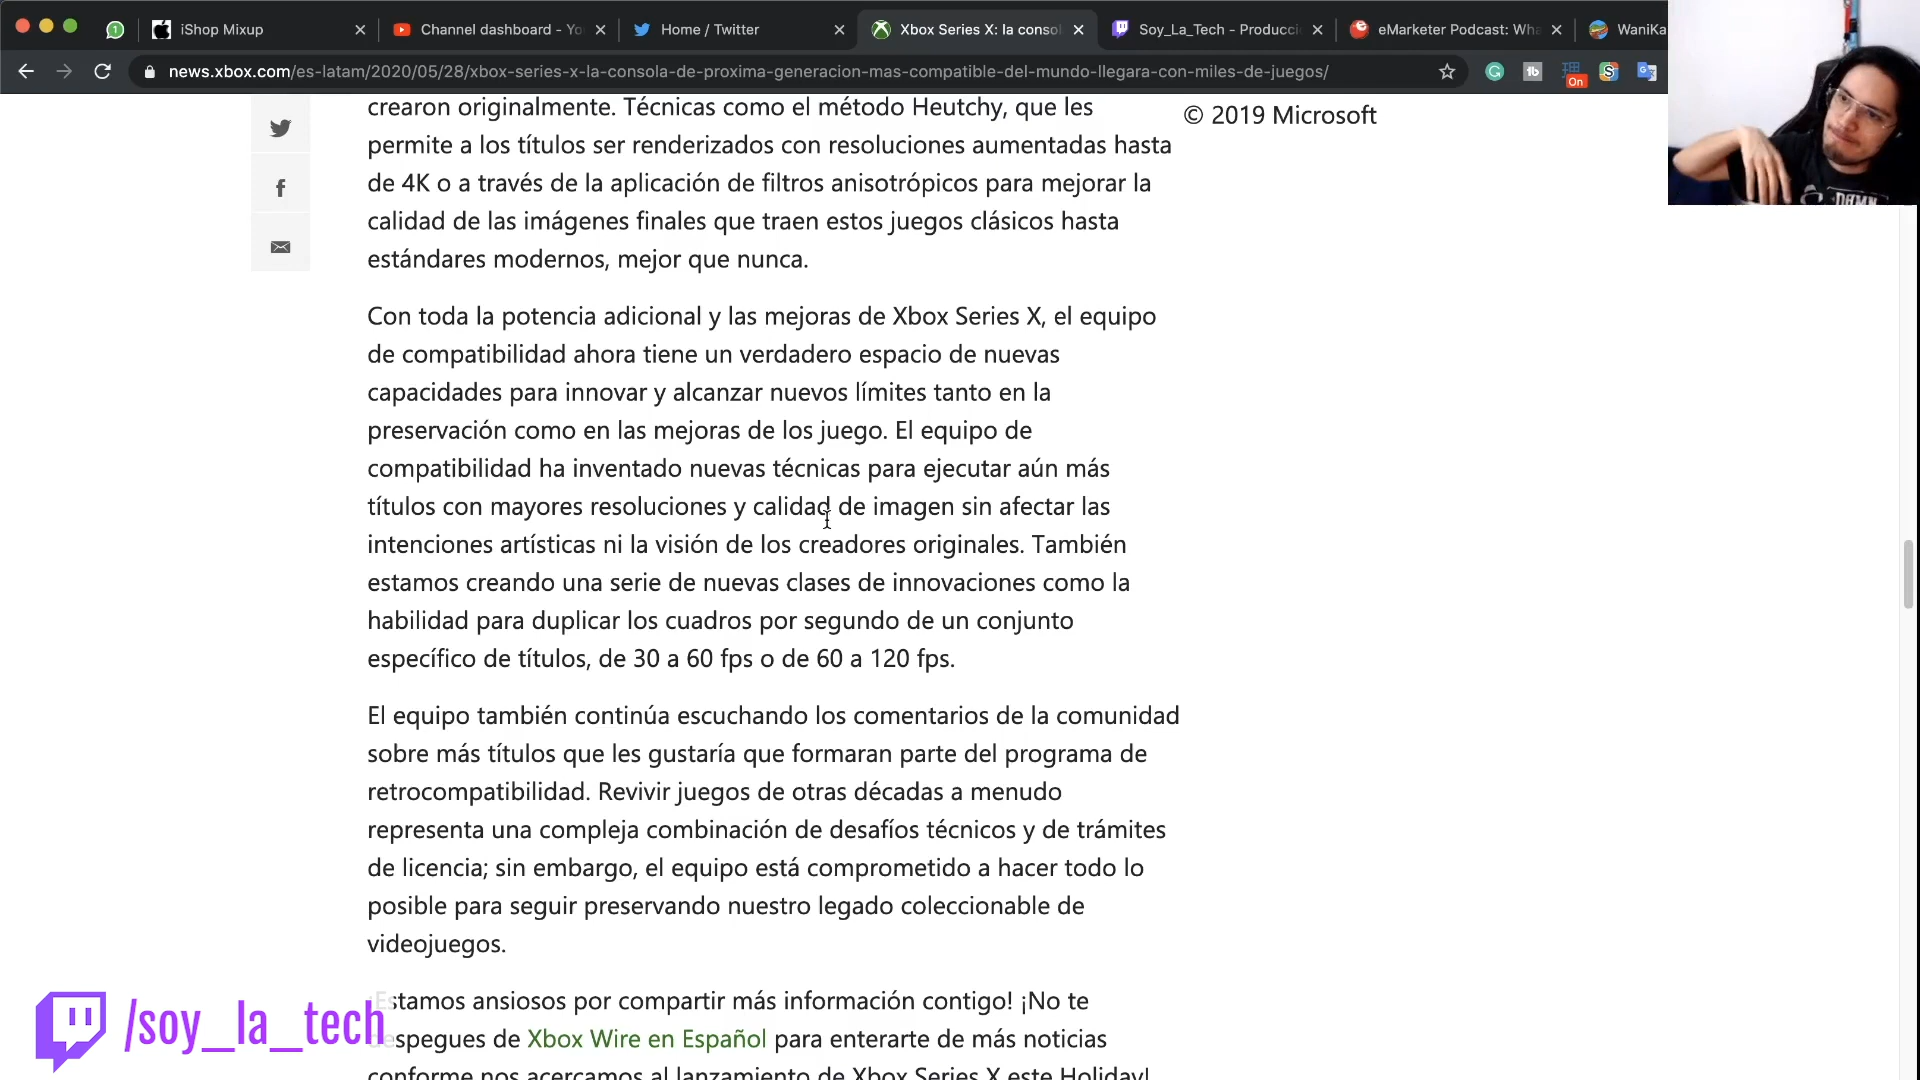 iShop Mixup
Channel dashboard - Yo
Home / Twitter
Xbox Series X: la consol
Soy_La_Tech - Producci
eMarketer Podcast: Wha
WaniKa
news.xbox.com/es-latam/2020/05/28/xbox-series-x-la-consola-de-proxima-generacion-mas-compatible-del-mundo-llegara-con-miles-de-juegos/
On
crearon originalmente. Técnicas como el método Heutchy, que les
permite a los títulos ser renderizados con resoluciones aumentadas hasta
de 4K o a través de la aplicación de filtros anisotrópicos para mejorar la
calidad de las imágenes finales que traen estos juegos clásicos hasta
estándares modernos, mejor que nunca.
© 2019 Microsoft
Con toda la potencia adicional y las mejoras de Xbox Series X, el equipo
de compatibilidad ahora tiene un verdadero espacio de nuevas
capacidades para innovar y alcanzar nuevos límites tanto en la
preservación como en las mejoras de los juego. El equipo de
compatibilidad ha inventado nuevas técnicas para ejecutar aún más
títulos con mayores resoluciones y calidad de imagen sin afectar las
intenciones artísticas ni la visión de los creadores originales. También
estamos creando una serie de nuevas clases de innovaciones como la
habilidad para duplicar los cuadros por segundo de un conjunto
específico de títulos, de 30 a 60 fps o de 60 a 120 fps.
El equipo también continúa escuchando los comentarios de la comunidad
sobre más títulos que les gustaría que formaran parte del programa de
retrocompatibilidad. Revivir juegos de otras décadas a menudo
representa una compleja combinación de desafíos técnicos y de trámites
de licencia; sin embargo, el equipo está comprometido a hacer todo lo
posible para seguir preservando nuestro legado coleccionable de
videojuegos.
¡Estamos ansiosos por compartir más información contigo! ¡No te
despegues de Xbox Wire en Español para enterarte de más noticias
conforme nos acercamos al lanzamiento de Xbox Series X este Holiday!
/soy_la_tech